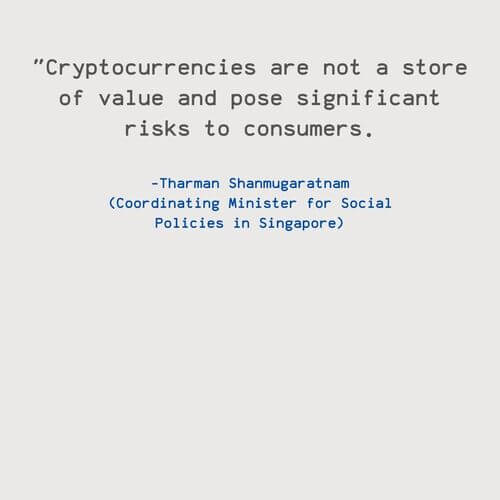 "Cryptocurrencies are not a store
of value and pose significant
risks to consumers.
-Tharman Shanmugaratnam
(Coordinating Minister for Social
Policies in Singapore)